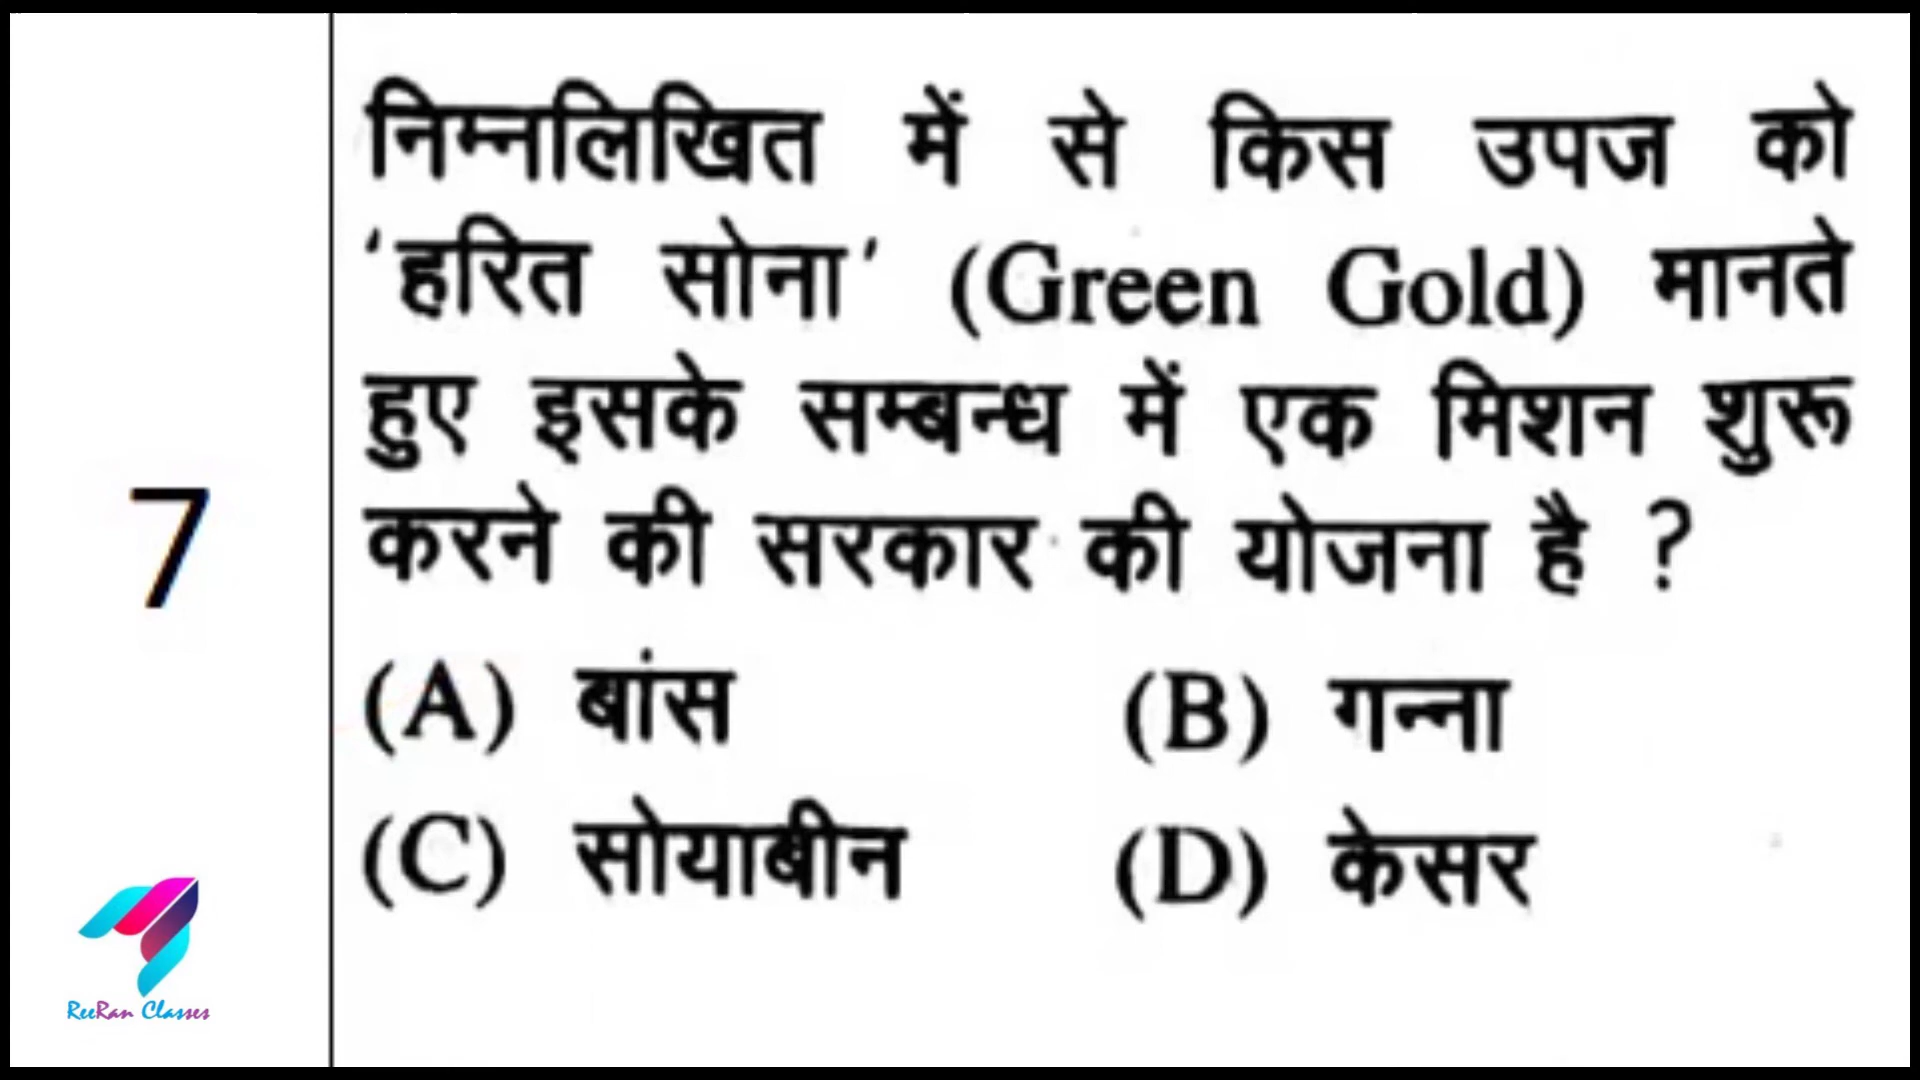 निम्नलिखित में से किस उपज को
'हरित सोना' (Green Gold) मानते
हुए इसके सम्बन्ध में एक मिशन शुरू
करने की सरकार की योजना है ?
7
(A) बांस (B) गन्ना
(C) सोयाबीन (D) केसर
ReeRan Classes